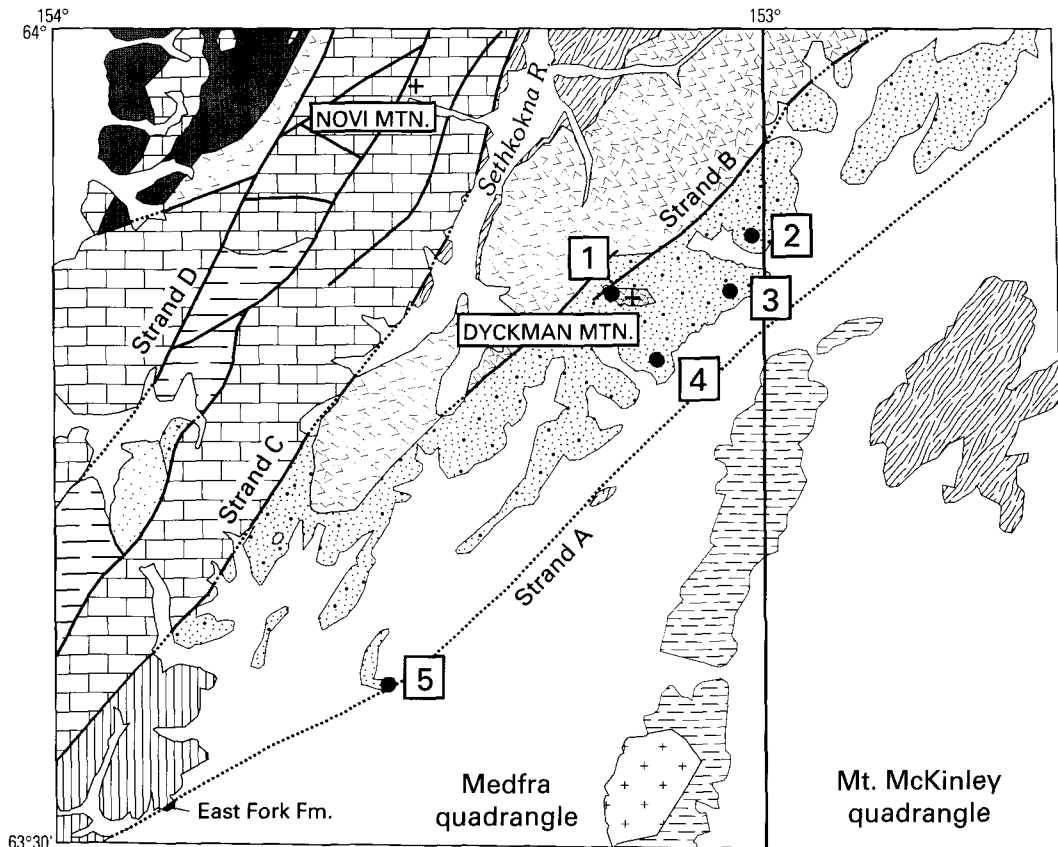 154°
153°
64°
NOVI MTN.
Sethkokna R.
Strand B
1
2
3
Strand D
DYCKMAN MTN.
4
Strand C
Strand A
5
Medfra
quadrangle
Mt. McKinley
quadrangle
East Fork Fm.
63°30'